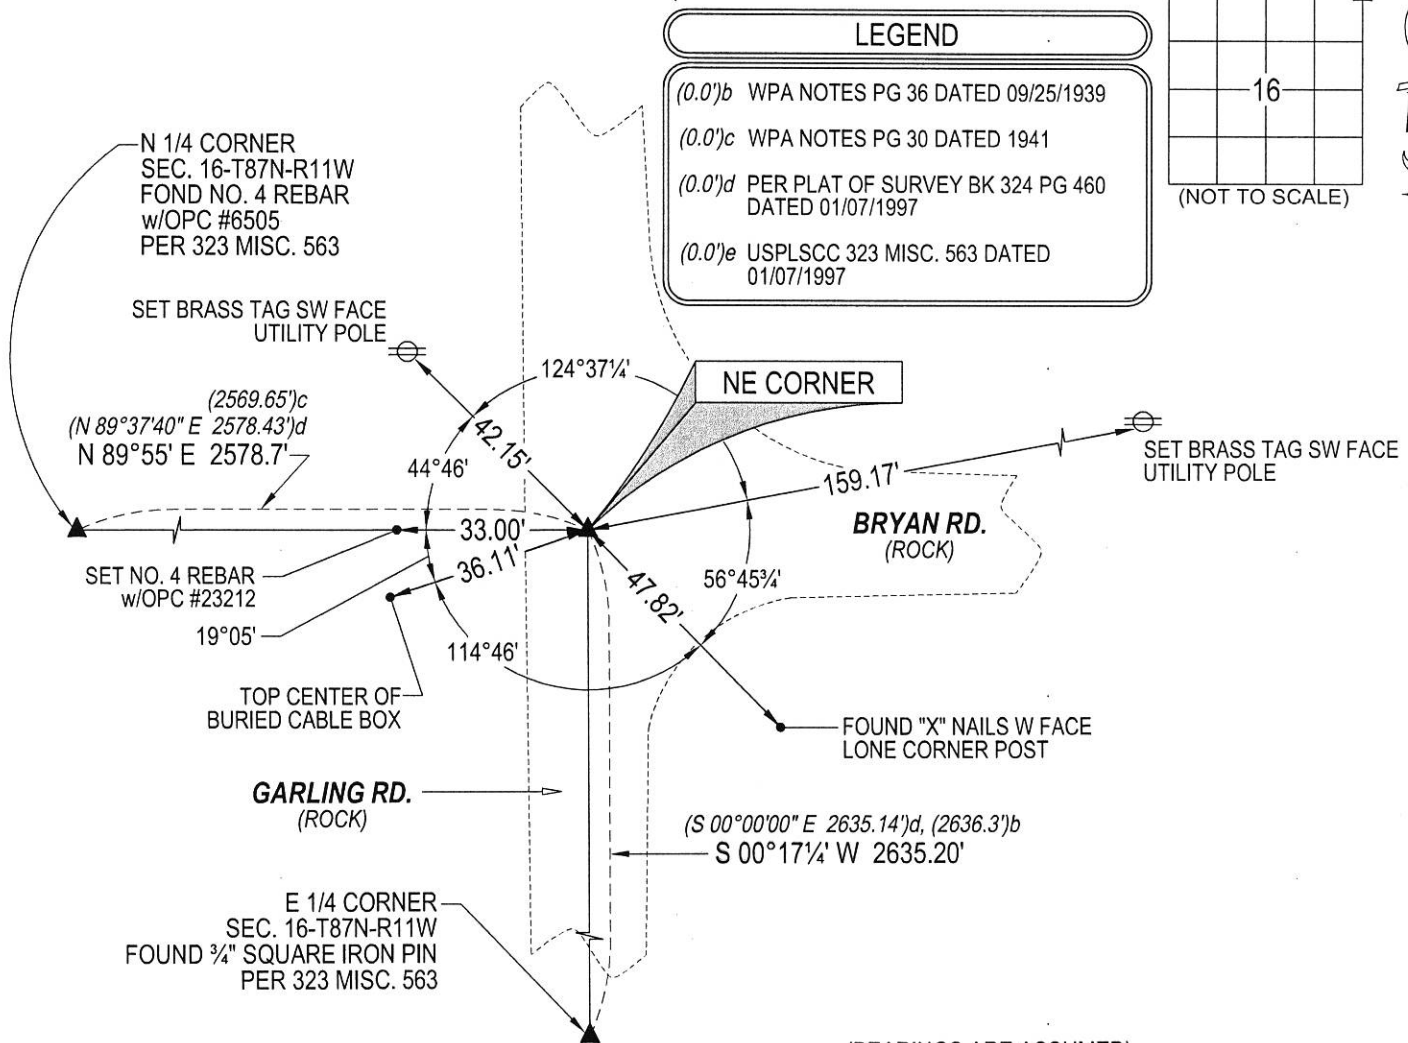 LEGEND
(0.0')b WPA NOTES PG 36 DATED 09/25/1939
(0.0')c WPA NOTES PG 30 DATED 1941
(0.0')d PER PLAT OF SURVEY BK 324 PG 460
DATED 01/07/1997
(0.0')e USPLSCC 323 MISC. 563 DATED
01/07/1997
16
(NOT TO SCALE)
N 1/4 CORNER
SEC. 16-T87N-R11W
FOND NO. 4 REBAR
w/OPC #6505
PER 323 MISC. 563
SET BRASS TAG SW FACE
UTILITY POLE
124°37¼'
NE CORNER
(2569.65')c
(N 89°37'40" E 2578.43')d
N 89°55' E 2578.7'
42.15'
44°46'
159.17'
SET BRASS TAG SW FACE
UTILITY POLE
33.00'
BRYAN RD.
(ROCK)
36.11'
SET NO. 4 REBAR
w/OPC #23212
47.82'
56°45¾'
19°05'
114°46'
TOP CENTER OF
BURIED CABLE BOX
FOUND "X" NAILS W FACE
LONE CORNER POST
GARLING RD.
(ROCK)
(S 00°00'00" E 2635.14')d, (2636.3')b
S 00°17¼' W 2635.20'
E 1/4 CORNER
SEC. 16-T87N-R11W
FOUND ¾" SQUARE IRON PIN
PER 323 MISC. 563
(BEARINGS ARE ASSUMED)